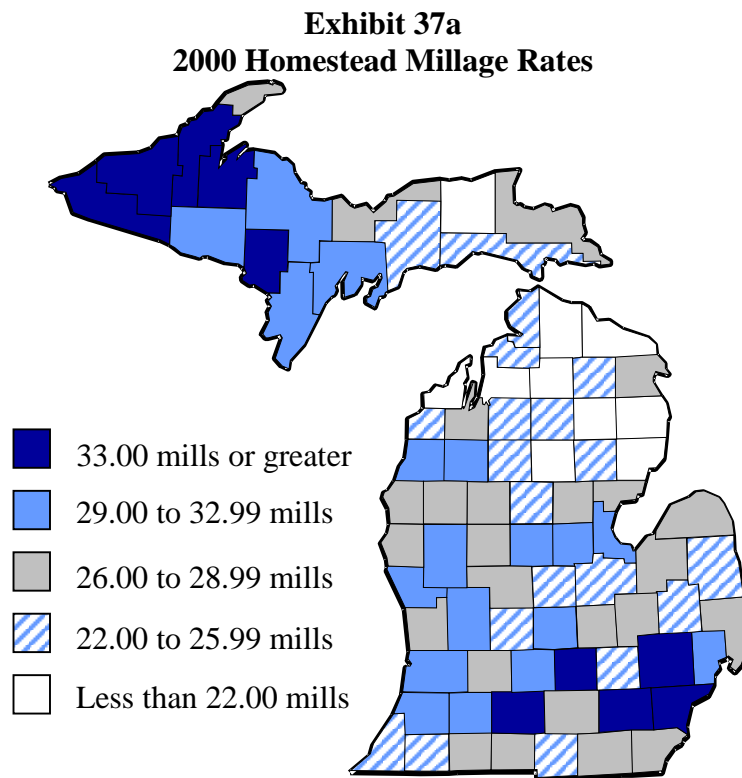 Exhibit 37a
2000 Homestead Millage Rates
33.00 mills or greater
29.00 to 32.99 mills
26.00 to 28.99 mills
22.00 to 25.99 mills
Less than 22.00 mills